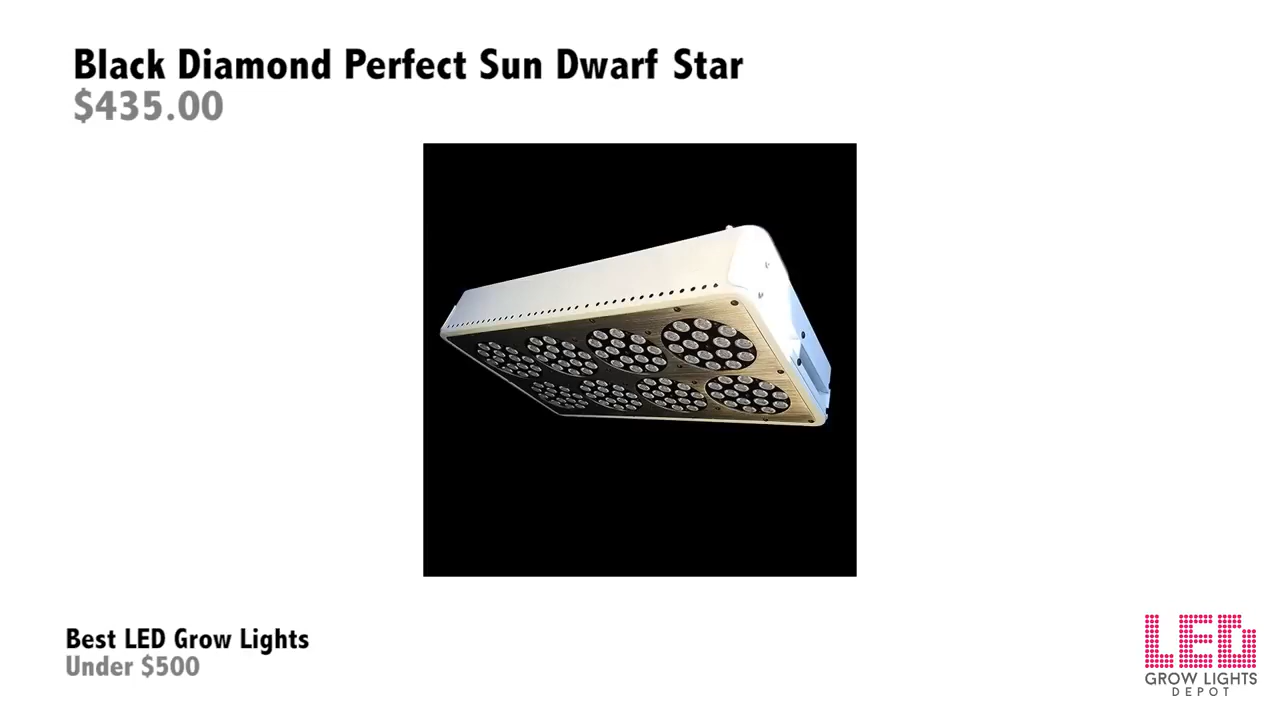 Black Diamond Perfect Sun Dwarf Star
$435.00
Best LED Grow Lights
Under $500
LED
GROW LIGHTS
DEPOT